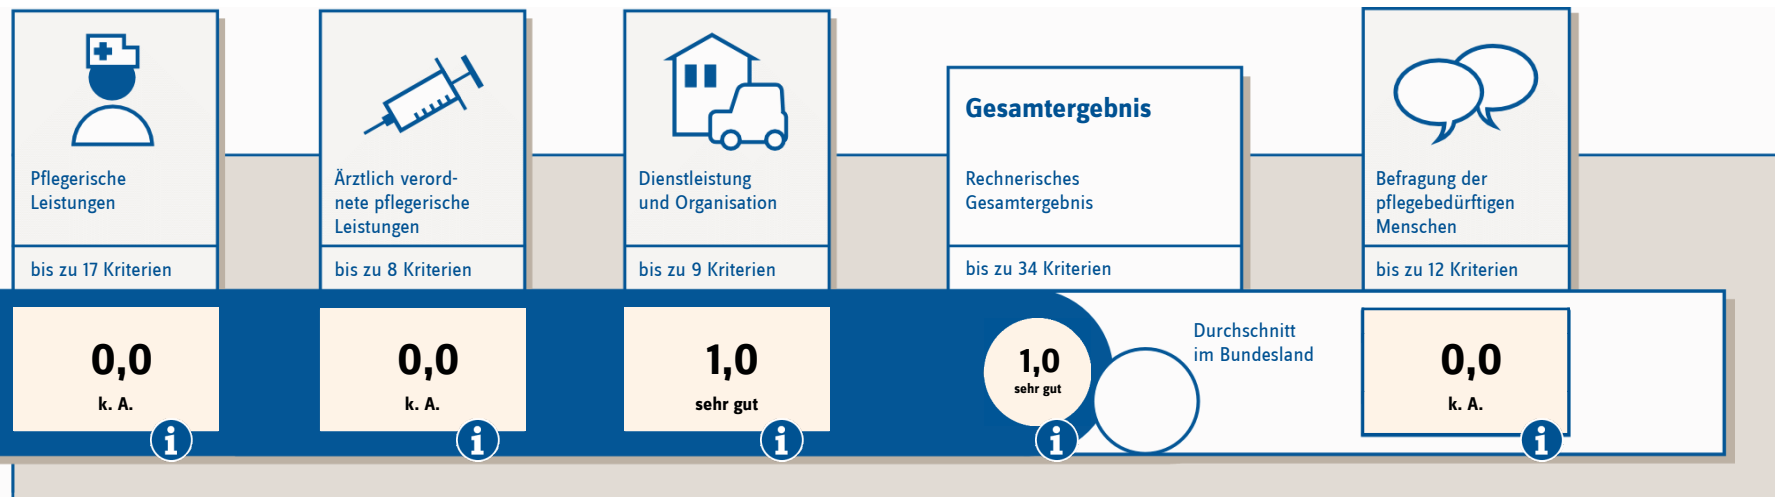 Pflegerische
Leistungen
bis zu 17 Kriterien
0,0
k. A.
Ärztlich verord-
nete pflegerische
Leistungen
bis zu 8 Kriterien
0,0
k. A.
Dienstleistung
und Organisation
bis zu 9 Kriterien
1,0
sehr gut
Gesamtergebnis
Rechnerisches
Gesamtergebnis
bis zu 34 Kriterien
1,0
sehr gut
Durchschnitt
im Bundesland
Befragung der
pflegebedürftigen
Menschen
bis zu 12 Kriterien
0,0
k. A.